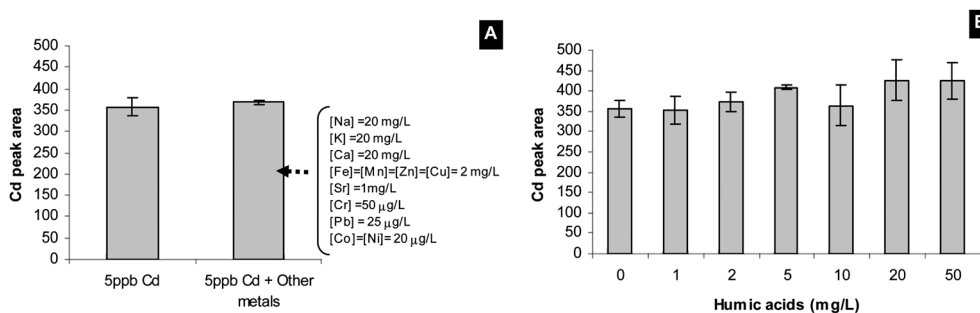 A
500
450
400
350
300
250
200
150
100
50
0
Cd peak area
5ppb Cd
5ppb Cd + Other
metals
[Na] =20 mg/L
[K] =20 mg/L
[Ca] =20 mg/L
[Fe]=[Mn]=[Zn]=[Cu]= 2 mg/L
[Sr] =1mg/L
[Cr] =50 µg/L
[Pb] = 25 µg/L
[Co]=[Ni]= 20 µg/L
500
450
400
350
300
250
200
150
100
50
0
Cd peak area
0 1 2 5 10 20 50
Humic acids (mg/L)